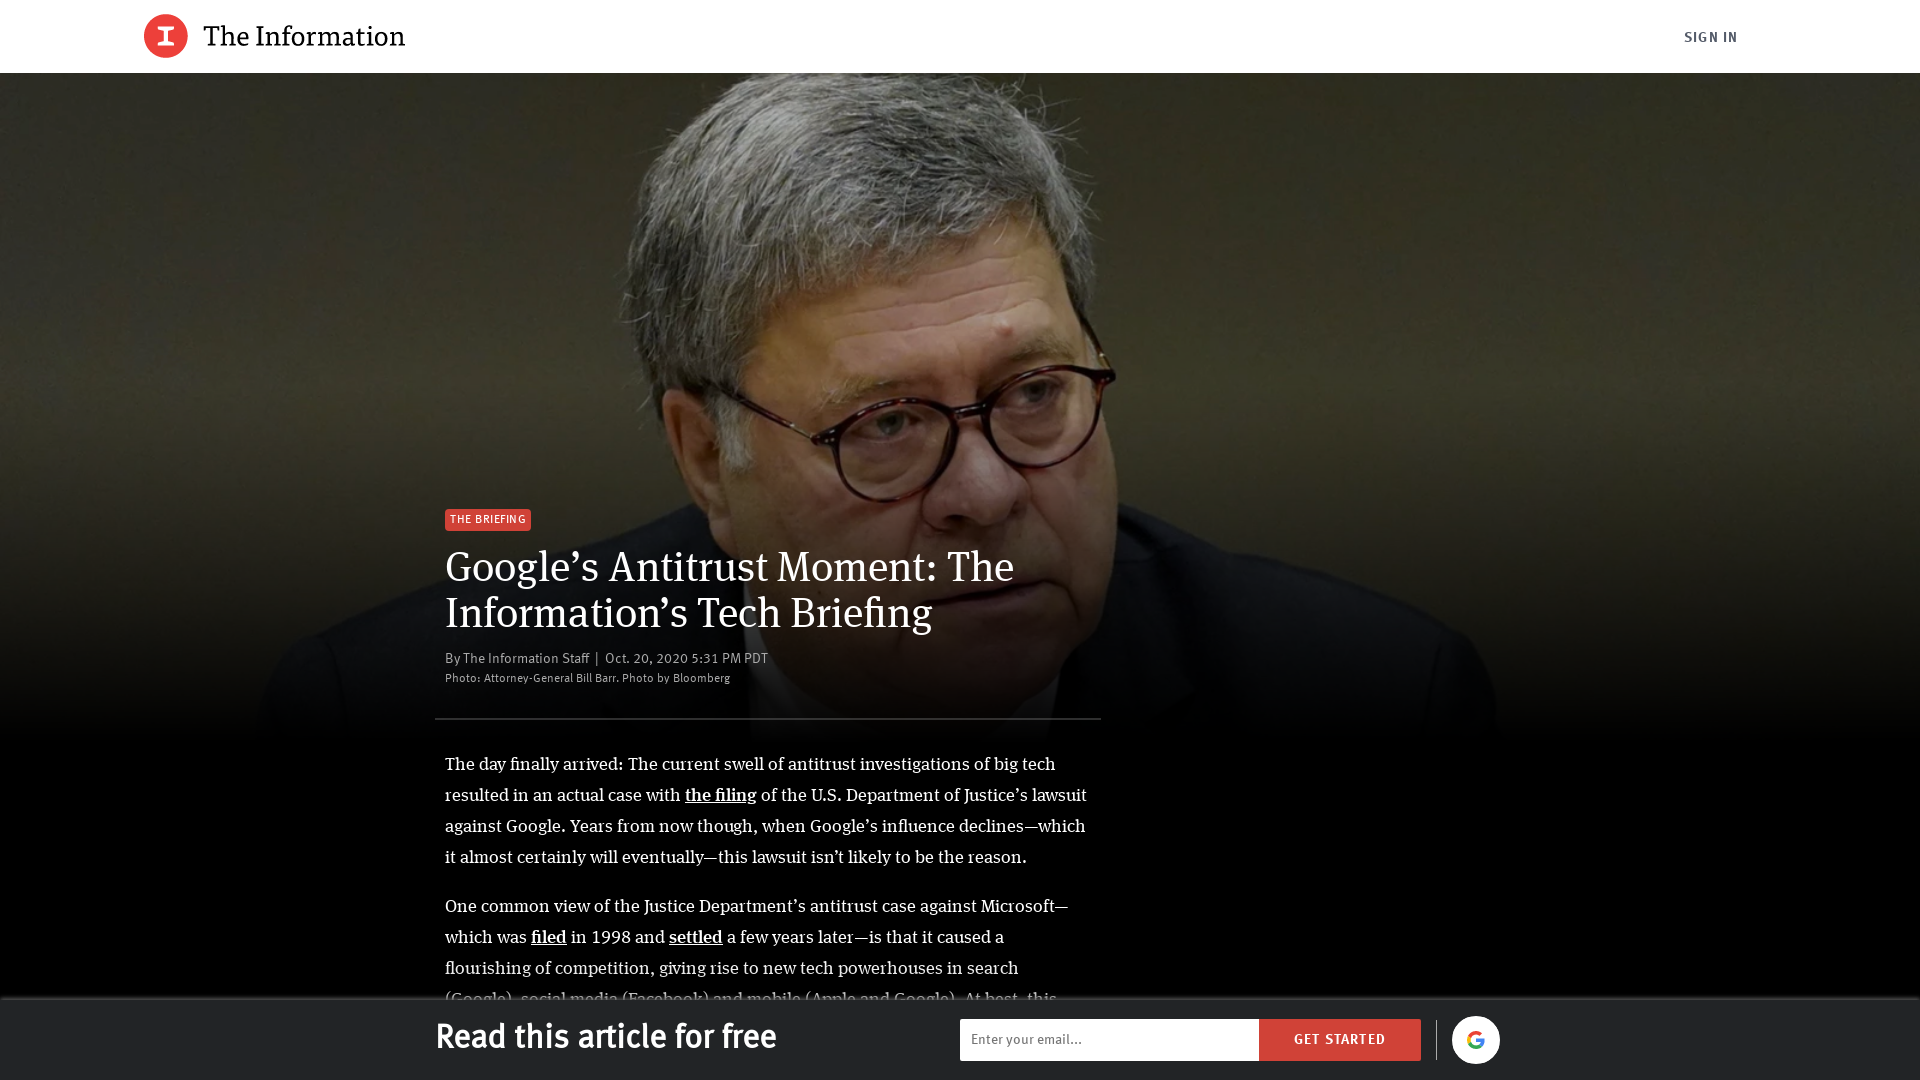 The Information
SIGN IN
THE BRIEFING
Google’s Antitrust Moment: The
Information’s Tech Briefing
By The Information Staff | Oct. 20, 2020 5:31 PM PDT
Photo: Attorney-General Bill Barr. Photo by Bloomberg
The day finally arrived: The current swell of antitrust investigations of big tech
resulted in an actual case with the filing of the U.S. Department of Justice’s lawsuit
against Google. Years from now though, when Google’s influence declines—which
it almost certainly will eventually—this lawsuit isn’t likely to be the reason.
One common view of the Justice Department’s antitrust case against Microsoft—
which was filed in 1998 and settled a few years later—is that it caused a
flourishing of competition, giving rise to new tech powerhouses in search
(Google), social media (Facebook) and mobile (Apple and Google). At best, this
Read this article for free
Enter your email...
GET STARTED